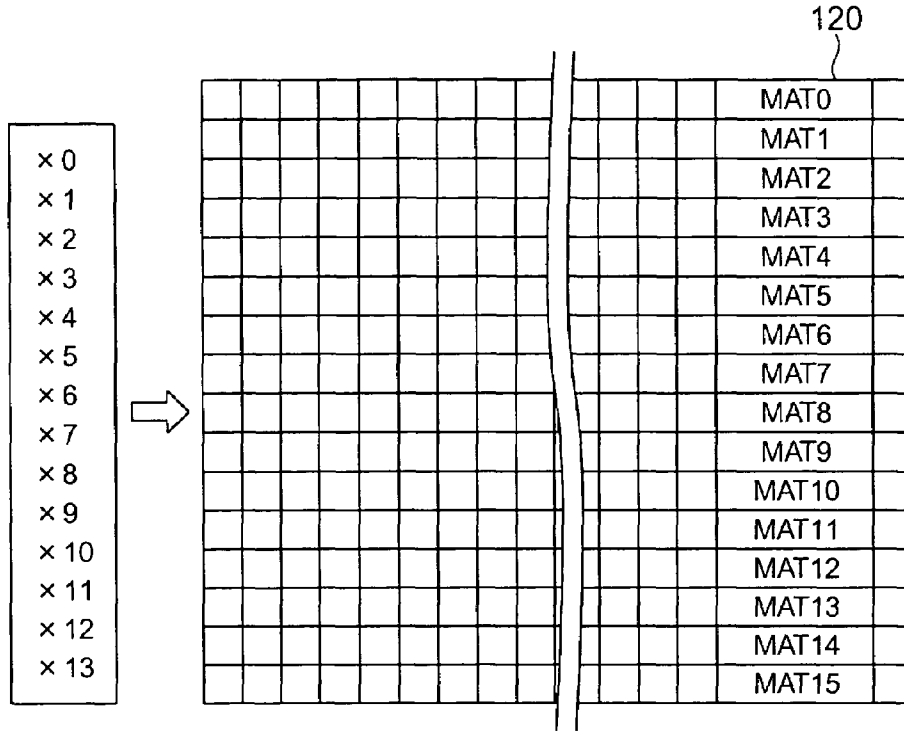 120
× 0
× 1
× 2
× 3
× 4
× 5
× 6
× 7
× 8
× 9
× 10
× 11
× 12
× 13
MAT0
MAT1
MAT2
MAT3
MAT4
MAT5
MAT6
MAT7
MAT8
MAT9
MAT10
MAT11
MAT12
MAT13
MAT14
MAT15